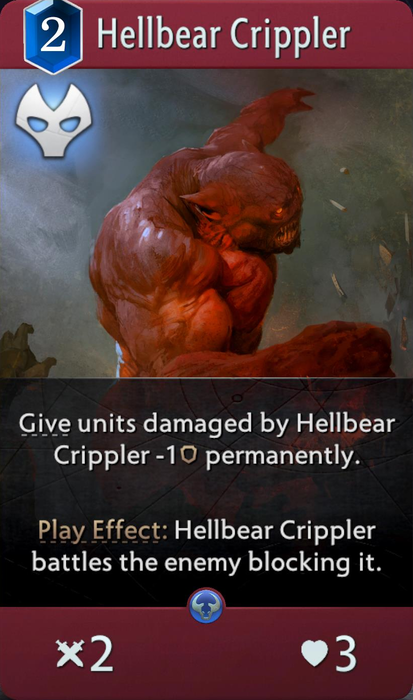 2 Hellbear Crippler
Give units damaged by Hellbear
Crippler -1 permanently.
Play Effect: Hellbear Crippler
battles the enemy blocking it.
2 3